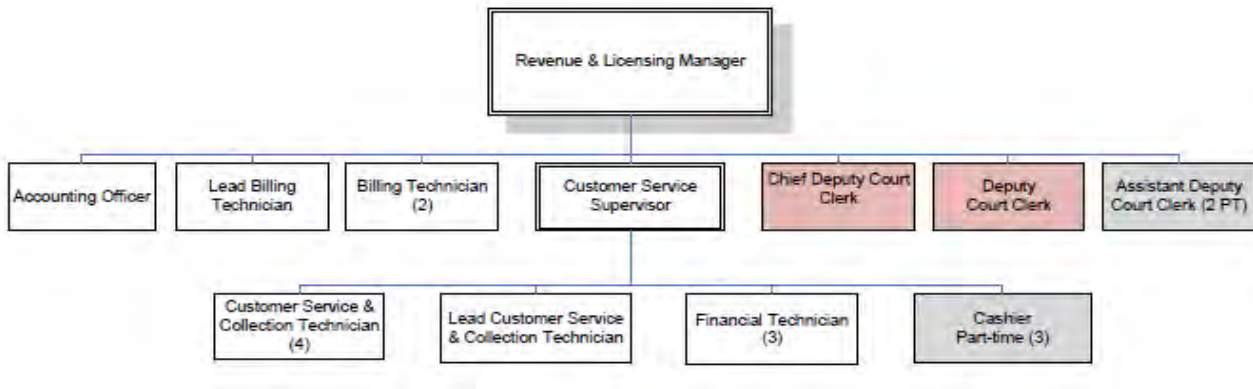 Revenue & Licensing Manager
Accounting Officer
Lead Billing
Technician
Billing Technician
(2)
Customer Service
Supervisor
Chief Deputy Court
Clerk
Deputy
Court Clerk
Assistant Deputy
Court Clerk (2 PT)
Customer Service &
Collection Technician
(4)
Lead Customer Service
& Collection Technician
Financial Technician
(3)
Cashier
Part-time (3)